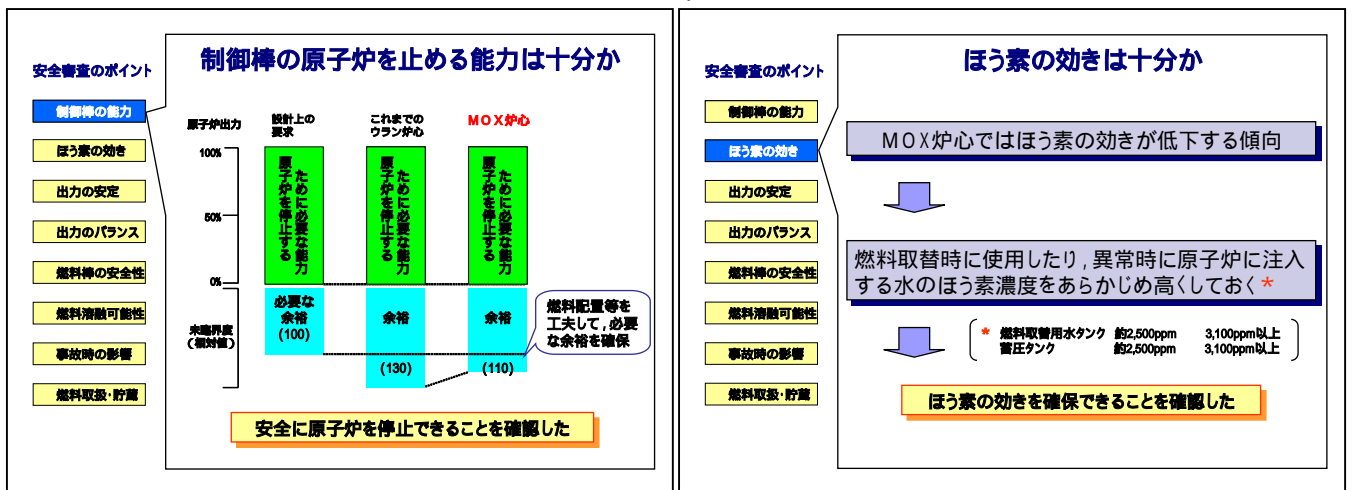 制御棒の原子炉を止める能力は十分か
安全審査のポイント
制御棒の能力
ほう素の効き
出力の安定
出力のバランス
燃料棒の安全性
燃料溶融可能性
事故時の影響
燃料取扱・貯蔵
原子炉出力
設計上の
要求
これまでの
ウラン炉心
MOX炉心
100%
50%
0%
原子炉を停止する
ために必要な能力
原子炉を停止する
ために必要な能力
原子炉を停止する
ために必要な能力
未臨界度
(相対値)
必要な
余裕
(100)
余裕
(130)
余裕
(110)
燃料配置等を
工夫して,必要
な余裕を確保
安全に原子炉を停止できることを確認した
ほう素の効きは十分か
安全審査のポイント
制御棒の能力
ほう素の効き
出力の安定
出力のバランス
燃料棒の安全性
燃料溶融可能性
事故時の影響
燃料取扱・貯蔵
MOX炉心ではほう素の効きが低下する傾向
燃料取替時に使用したり,異常時に原子炉に注入
する水のほう素濃度をあらかじめ高くしておく*
* 燃料取替用水タンク 約2,500ppm 3,100ppm以上
蓄圧タンク 約2,500ppm 3,100ppm以上
ほう素の効きを確保できることを確認した